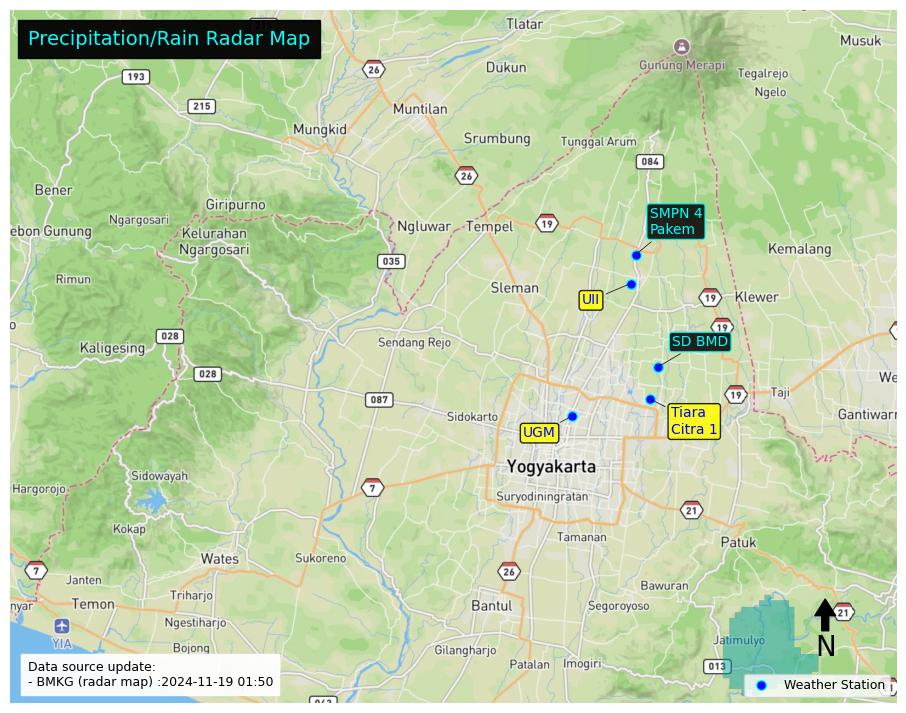 Precipitation/Rain Radar Map
Tlatar
Musuk
26
193
Dukun
Gunung Merapi
Tegalrejo
Ngelo
215
Muntilan
Mungkid
Srumbung
Tunggal Arum
084
26
Bener
Giripurno
SMPN 4
Pakem
Ngargosari
ebon Gunung
Kelurahan
Ngargosari
Ngluwar
Tempel
19
Kemalang
035
Rimun
Sleman
UII
19
Klewer
19
028
Kaligesing
Sendang Rejo
SD BMD
028
We
087
19
Taji
Sidokarto
Gantiwarn
Tiara
Citra 1
UGM
Yogyakarta
Sidowayah
Hargorojo
7
Suryodiningratan
21
Kokap
Tamanan
Patuk
Wates
Sukoreno
7
Janten
26
Bawuran
Triharjo
nyar
Temon
Bantul
Segoroyoso
21
YIA
Ngestiharjo
Jatimulyo
N
Bojong
Gilangharjo
Patalan
Imogiri
013
Data source update:
- BMKG (radar map) :2024-11-19 01:50
Weather Station